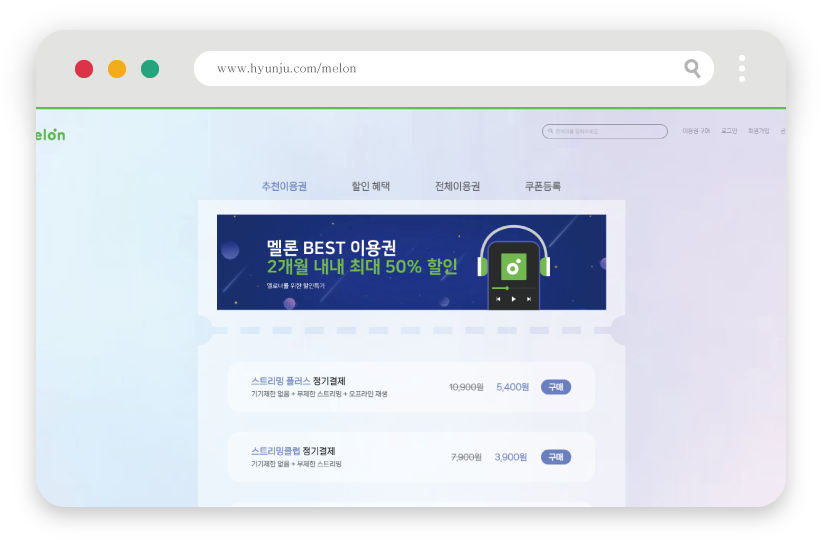 www.hyunju.com/melon
elon
이용권 구매 로그인 회원가입
추천이용권 할인 혜택 전체이용권 쿠폰등록
멜론 BEST 이용권
2개월 내내 최대 50% 할인
멜로너를 위한 할인특가
스트리밍 플러스 정기결제
기기제한 없음 + 무제한 스트리밍 + 오프라인 재생
10,900원 5,400원 구매
스트리밍클럽 정기결제
기기제한 없음 + 무제한 스트리밍
7,900원 3,900원 구매